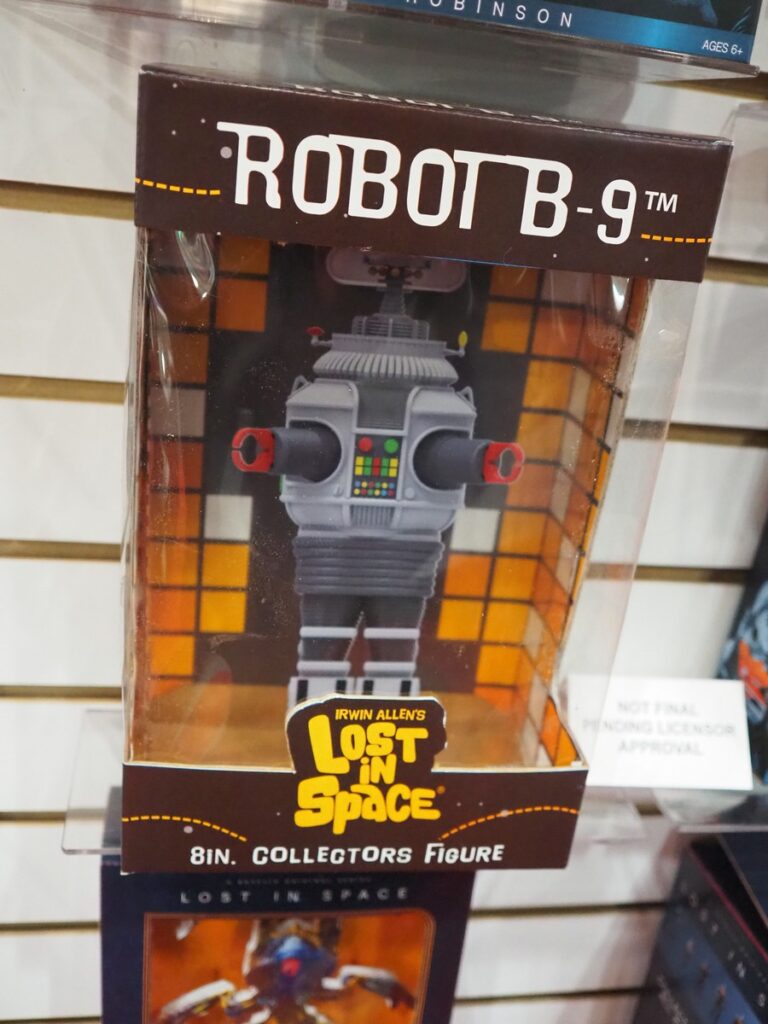 ROBINSON
AGES 6+
ROBOT B-9™
IRWIN ALLEN'S
LOST
IN
SPACE®
8IN. COLLECTORS FIGURE
NOT FINAL
PENDING LICENSOR
APPROVAL
LOST IN SPACE